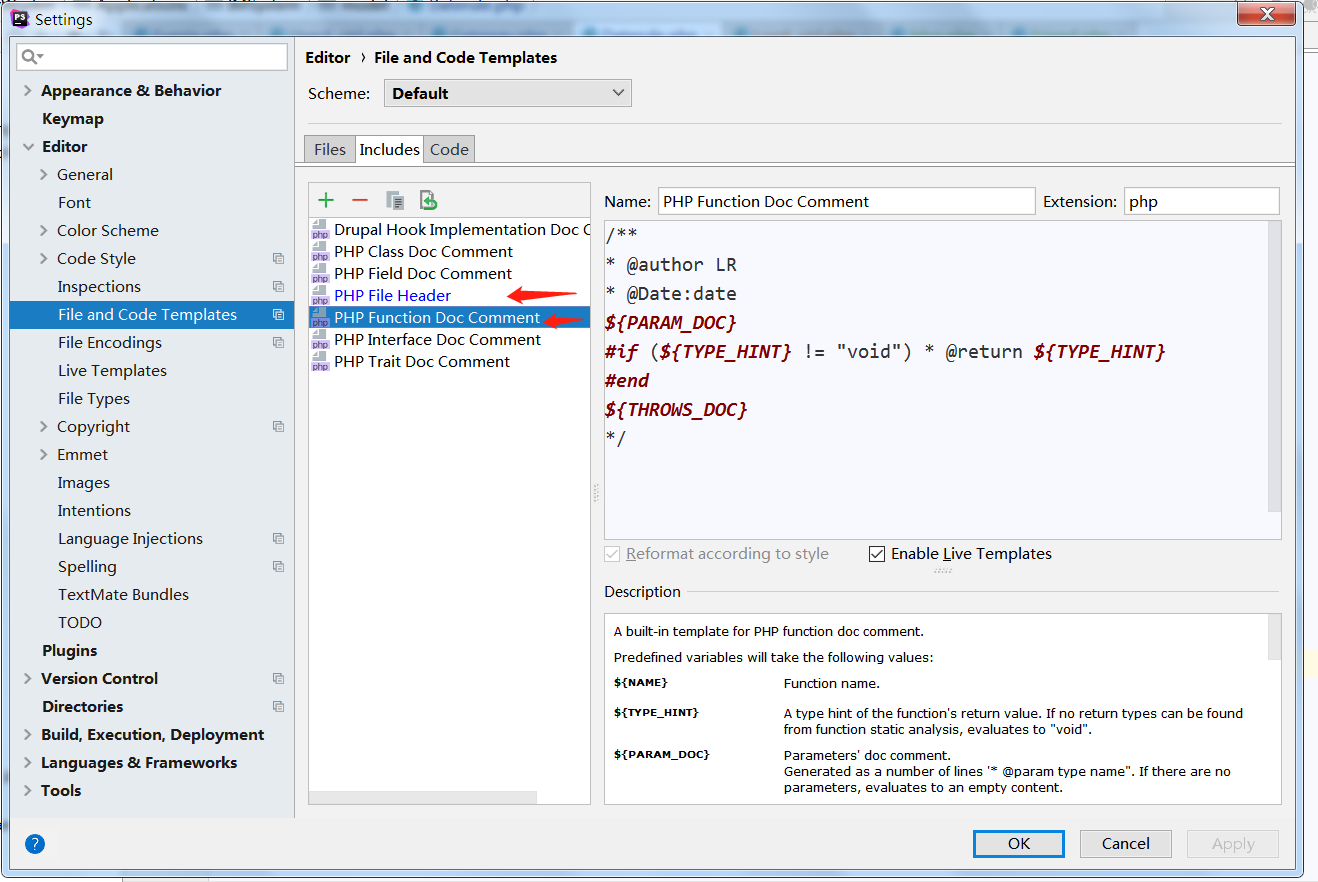 PS Settings
Appearance & Behavior
Keymap
Editor
General
Font
Color Scheme
Code Style
Inspections
File and Code Templates
File Encodings
Live Templates
File Types
Copyright
Emmet
Images
Intentions
Language Injections
Spelling
TextMate Bundles
TODO
Plugins
Version Control
Directories
Build, Execution, Deployment
Languages & Frameworks
Tools
?
Editor › File and Code Templates
Scheme: Default
Files Includes Code
php Drupal Hook Implementation Doc C
php PHP Class Doc Comment
php PHP Field Doc Comment
php PHP File Header
php PHP Function Doc Comment
php PHP Interface Doc Comment
php PHP Trait Doc Comment
Name: PHP Function Doc Comment Extension: php
/**
* @author LR
* @Date:date
${PARAM_DOC}
#if (${TYPE_HINT} != "void") * @return ${TYPE_HINT}
#end
${THROWS_DOC}
*/
Reformat according to style Enable Live Templates
Description
A built-in template for PHP function doc comment.
Predefined variables will take the following values:
${NAME} Function name.
${TYPE_HINT} A type hint of the function's return value. If no return types can be found
from function static analysis, evaluates to "void".
${PARAM_DOC} Parameters' doc comment.
Generated as a number of lines '* @param type name". If there are no
parameters, evaluates to an empty content.
OK Cancel Apply